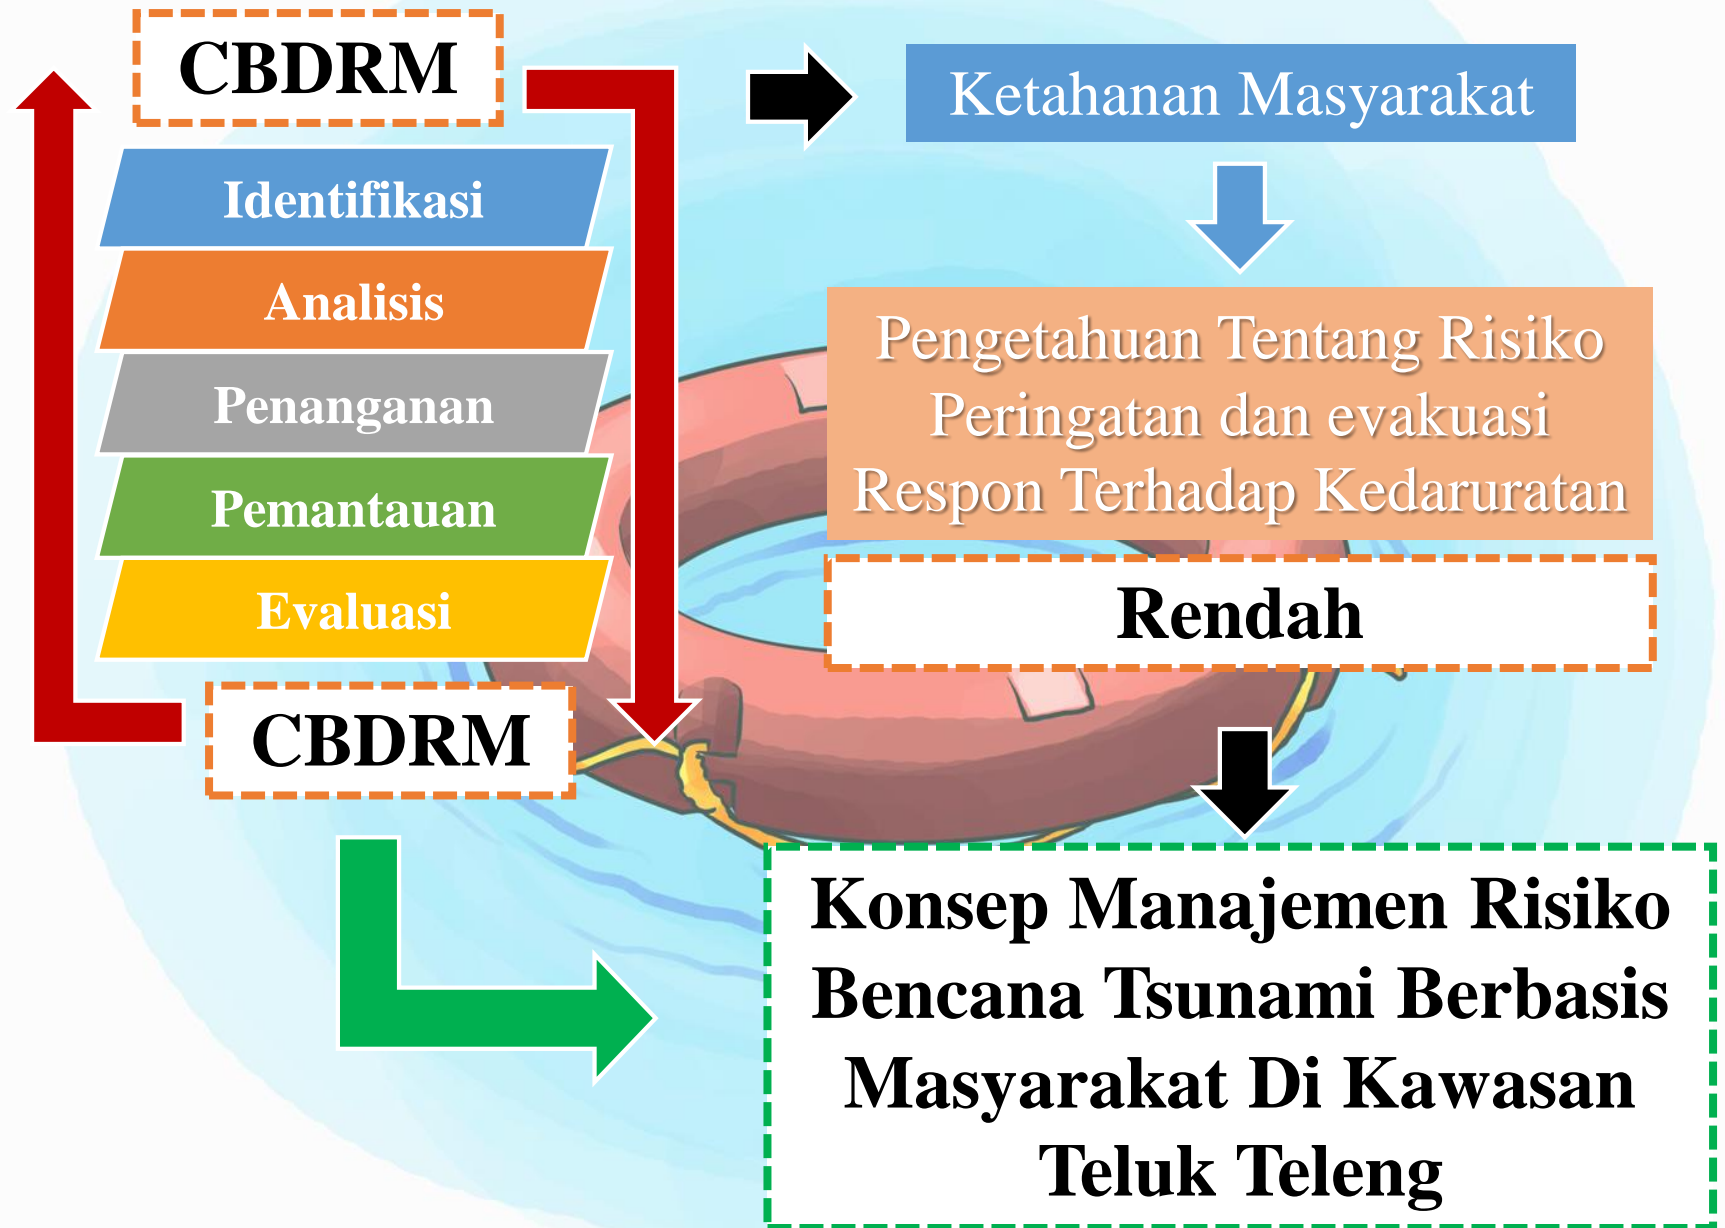 CBDRM
Identifikasi
Analisis
Penanganan
Pemantauan
Evaluasi
CBDRM
Ketahanan Masyarakat
Pengetahuan Tentang Risiko
Peringatan dan evakuasi
Respon Terhadap Kedaruratan
Rendah
Konsep Manajemen Risiko
Bencana Tsunami Berbasis
Masyarakat Di Kawasan
Teluk Teleng